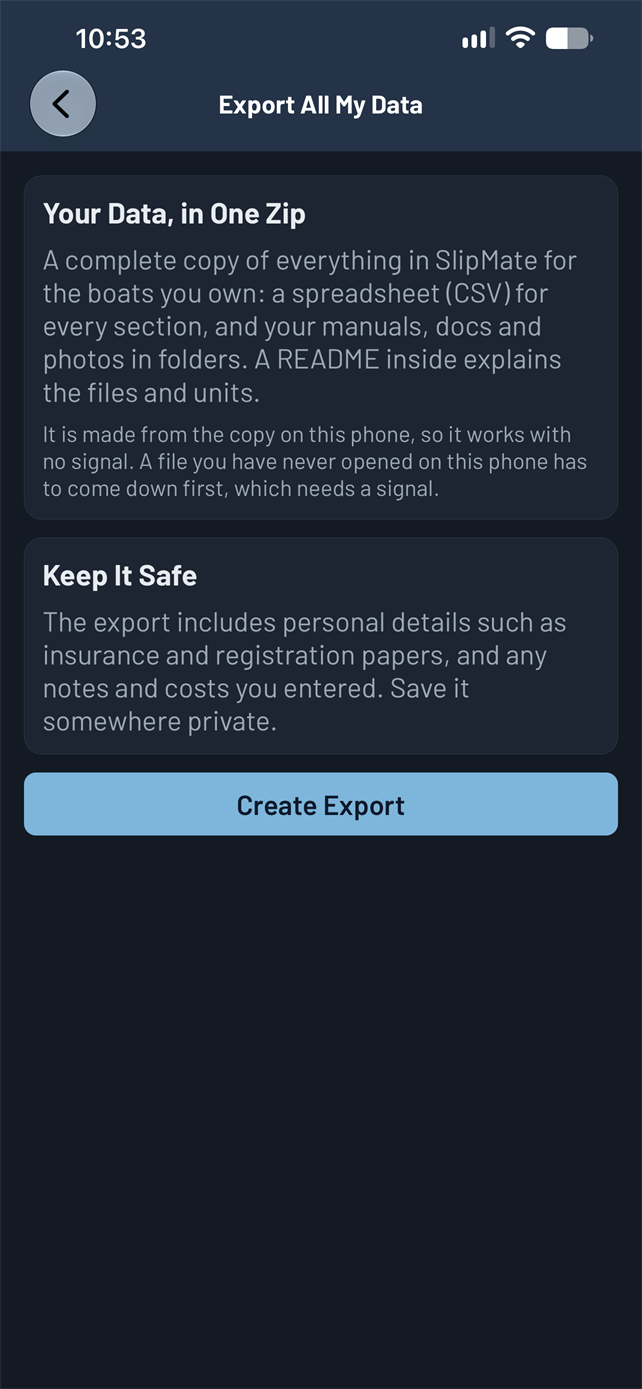 10:53
Export All My Data
Your Data, in One Zip
A complete copy of everything in SlipMate for
the boats you own: a spreadsheet (CSV) for
every section, and your manuals, docs and
photos in folders. A README inside explains
the files and units.
It is made from the copy on this phone, so it works with
no signal. A file you have never opened on this phone has
to come down first, which needs a signal.
Keep It Safe
The export includes personal details such as
insurance and registration papers, and any
notes and costs you entered. Save it
somewhere private.
Create Export